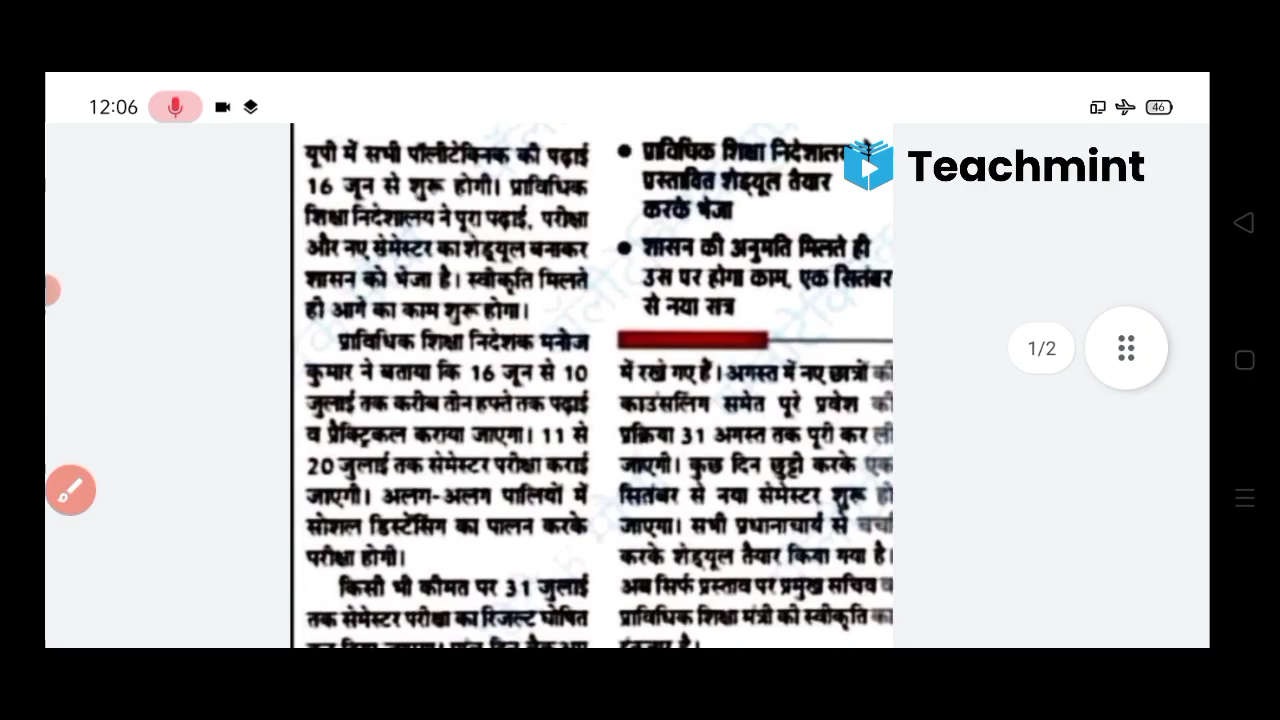 12:06
46
Teachmint
1/2
यूपी में सभी पॉलीटेक्निक की पढ़ाई
16 जून से शुरू होगी। प्राविधिक
शिक्षा निदेशालय ने पूरा पढ़ाई, परीक्षा
और नए सेमेस्टर का शेड्यूल बनाकर
शासन को भेजा है। स्वीकृति मिलते
ही आगे का काम शुरू होगा।
प्राविधिक शिक्षा निदेशक मनोज
कुमार ने बताया कि 16 जून से 10
जुलाई तक करीब तीन हफ्ते तक पढ़ाई
व प्रैक्ट्रिकल कराया जाएगा। 11 से
20 जुलाई तक सेमेस्टर परीक्षा कराई
जाएगी। अलग-अलग पालियों में
सोशल डिस्टेंसिंग का पालन करके
परीक्षा होगी।
किसी भी कीमत पर 31 जुलाई
तक सेमेस्टर परीक्षा का रिजल्ट घोषित
● प्राविधिक शिक्षा
प्रस्तावित शेड्यूल तैयार
करके भेजा
● शासन की अनुमति मिलते ही
उस पर होगा काम, एक सितंबर
से नया सत्र
में रखे गए हैं। अगस्त में नए छात्रों की
काउंसलिंग समेत पूरे प्रवेश की
प्रक्रिया 31 अगस्त तक पूरी कर ली
जाएगी। कुछ दिन छुट्टी करके एक
सितंबर से नया सेमेस्टर शुरू हो
जाएगा। सभी प्रधानाचार्य से चर्चा
करके शेड्यूल तैयार किया गया है।
अब सिर्फ प्रस्ताव पर प्रमुख सचिव व
प्राविधिक शिक्षा मंत्री की स्वीकृति का